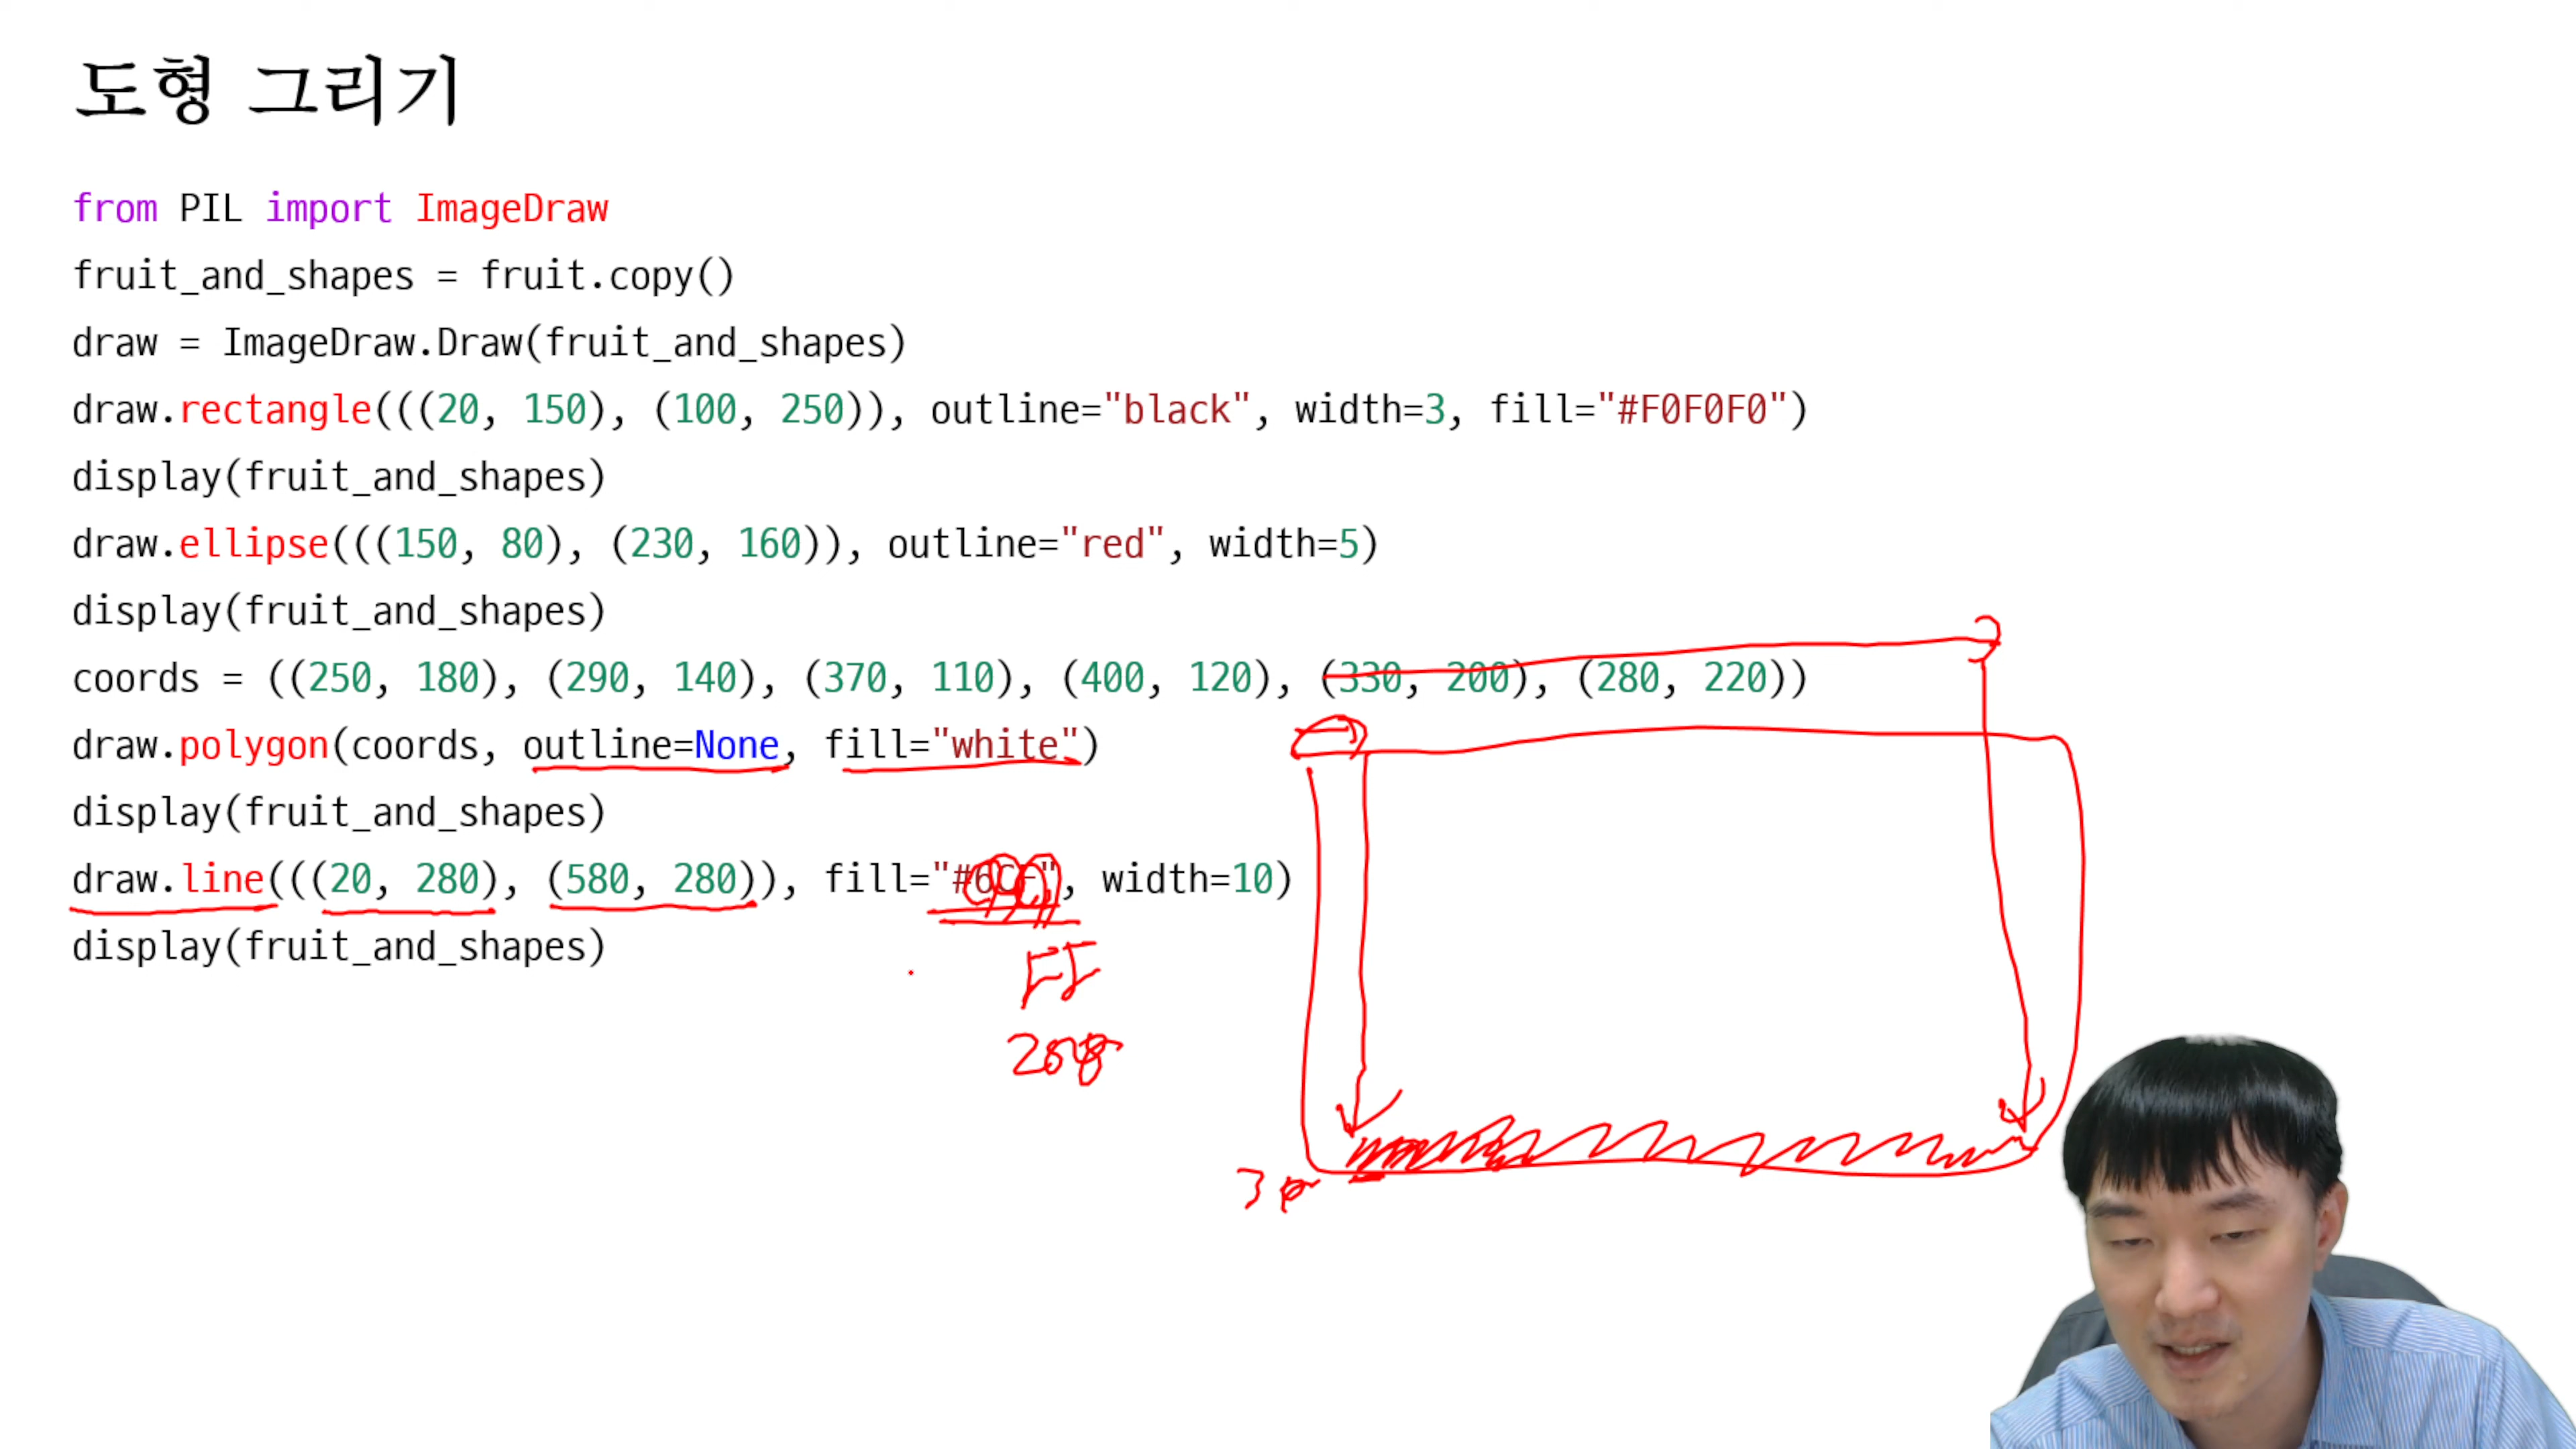 도형 그리기
from PIL import ImageDraw
fruit_and_shapes = fruit.copy()
draw = ImageDraw.Draw(fruit_and_shapes)
draw.rectangle(((20, 150), (100, 250)), outline="black", width=3, fill="#F0F0F0")
display(fruit_and_shapes)
draw.ellipse(((150, 80), (230, 160)), outline="red", width=5)
display(fruit_and_shapes)
coords = ((250, 180), (290, 140), (370, 110), (400, 120), (330, 200), (280, 220))
draw.polygon(coords, outline=None, fill="white")
display(fruit_and_shapes)
draw.line(((20, 280), (580, 280)), fill="#6CF", width=10)
display(fruit_and_shapes)
FF